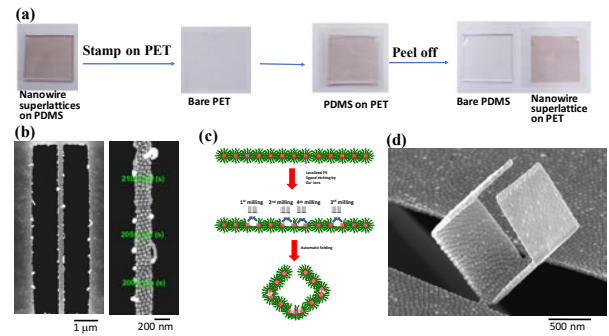 (a)
Stamp on PET
Peel off
Nanowire
superlattices
on PDMS
Bare PET
PDMS on PET
Bare PDMS
Nanowire
superlattice
on PET
(b)
(c)
(d)
Localized PS
ligand etching by
Ga⁺ ions
1st milling 2nd milling 4th milling 3rd milling
Automatic folding
1 μm
200 nm
500 nm